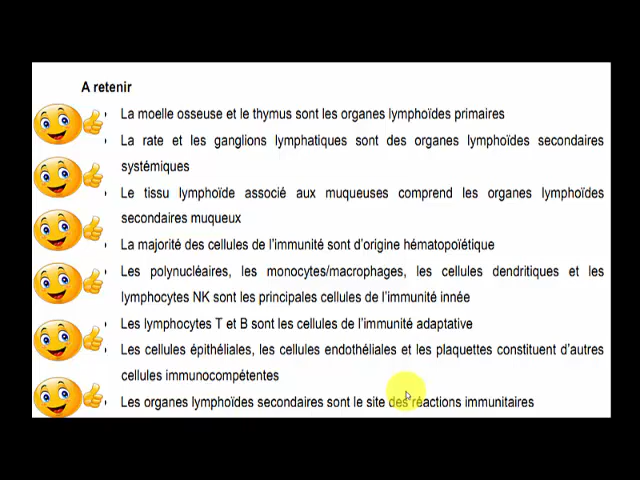 A retenir
• La moelle osseuse et le thymus sont les organes lymphoïdes primaires
• La rate et les ganglions lymphatiques sont des organes lymphoïdes secondaires
systémiques
• Le tissu lymphoïde associé aux muqueuses comprend les organes lymphoïdes
secondaires muqueux
• La majorité des cellules de l'immunité sont d'origine hématopoïétique
• Les polynucléaires, les monocytes/macrophages, les cellules dendritiques et les
lymphocytes NK sont les principales cellules de l'immunité innée
• Les lymphocytes T et B sont les cellules de l'immunité adaptative
• Les cellules épithéliales, les cellules endothéliales et les plaquettes constituent d'autres
cellules immunocompétentes
• Les organes lymphoïdes secondaires sont le site des réactions immunitaires